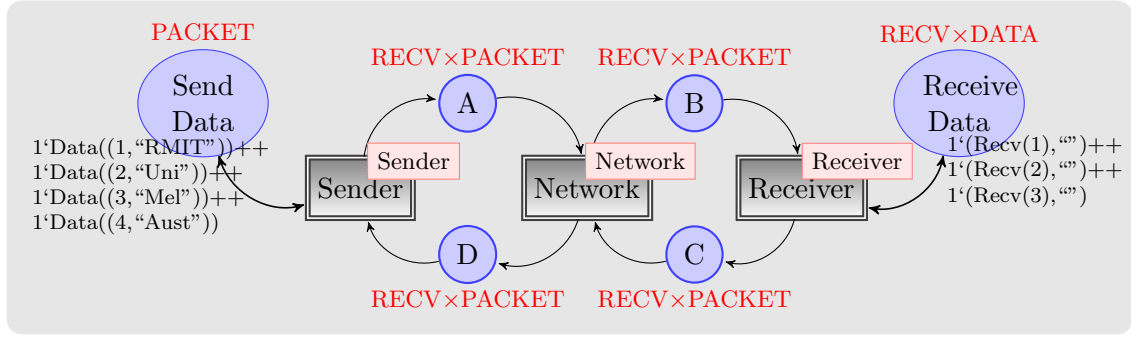 PACKET
RECV×DATA
RECV×PACKET
RECV×PACKET
Send
Data
A
B
Receive
Data
1‘Data((1,“RMIT”))++
1‘Data((2,“Uni”))++
1‘Data((3,“Mel”))++
1‘Data((4,“Aust”))
Sender
Sender
Network
Network
Receiver
Receiver
1‘(Recv(1),“”)++
1‘(Recv(2),“”)++
1‘(Recv(3),“”)
D
C
RECV×PACKET
RECV×PACKET